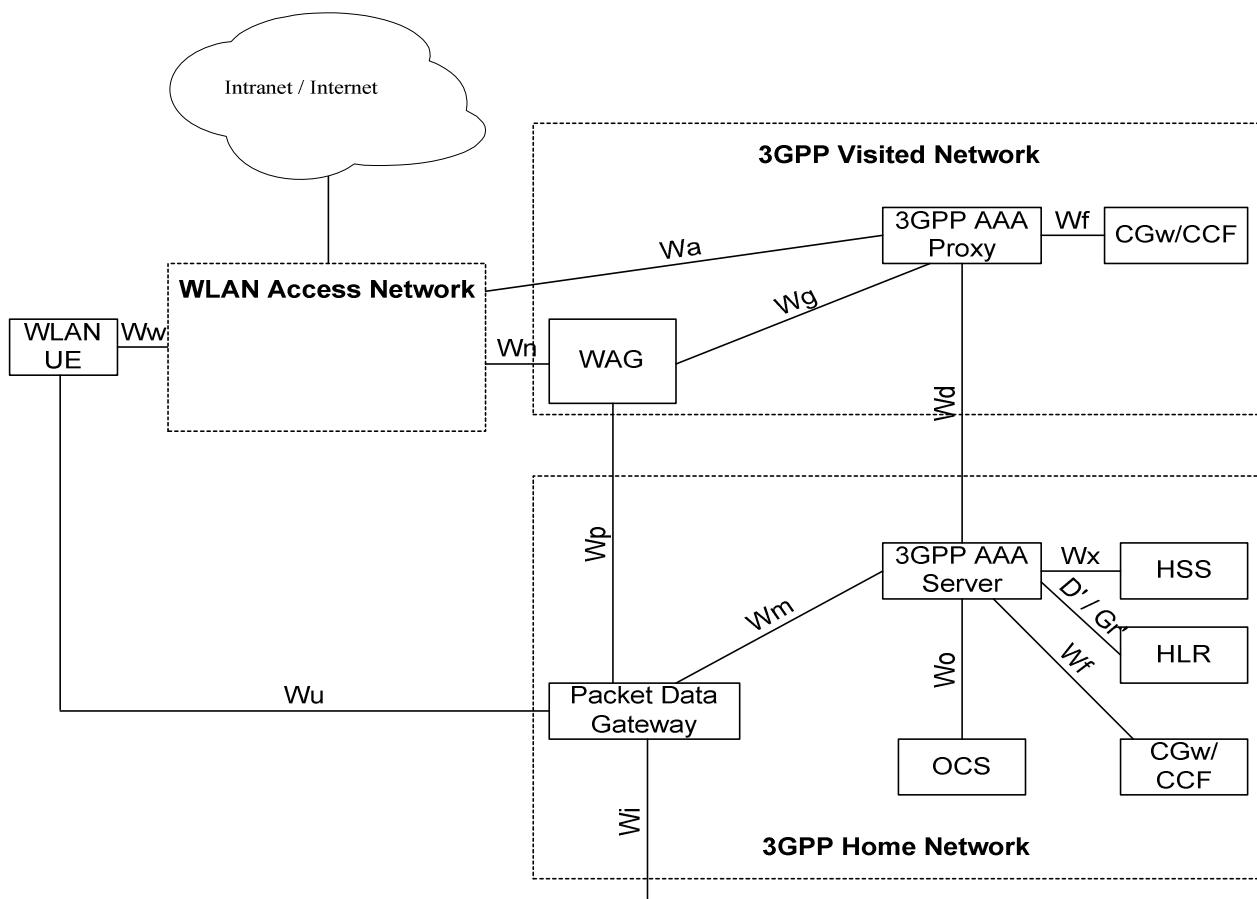 Intranet / Internet
3GPP Visited Network
3GPP AAA
Proxy
Wf
CGw/CCF
Wa
WLAN Access Network
Wg
WLAN
UE
Ww
Wn
WAG
Wd
Wp
3GPP AAA
Server
Wx
HSS
D' / Gr'
HLR
Wm
Wo
Wf
Wu
Packet Data
Gateway
OCS
CGw/
CCF
Wi
3GPP Home Network